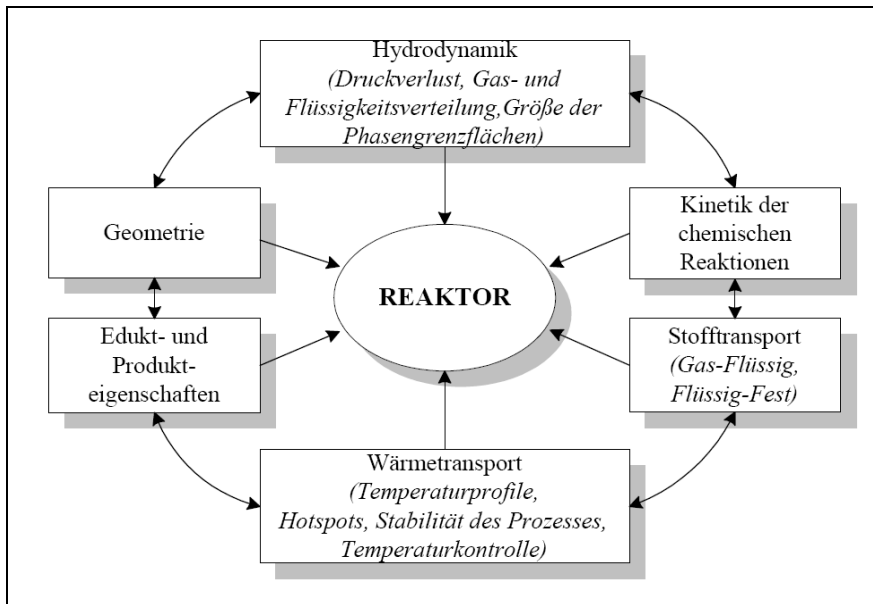 Hydrodynamik
(Druckverlust, Gas- und
Flüssigkeitsverteilung,Größe der
Phasengrenzflächen)
Geometrie
Kinetik der
chemischen
Reaktionen
REAKTOR
Edukt- und
Produkt-
eigenschaften
Stofftransport
(Gas-Flüssig,
Flüssig-Fest)
Wärmetransport
(Temperaturprofile,
Hotspots, Stabilität des Prozesses,
Temperaturkontrolle)